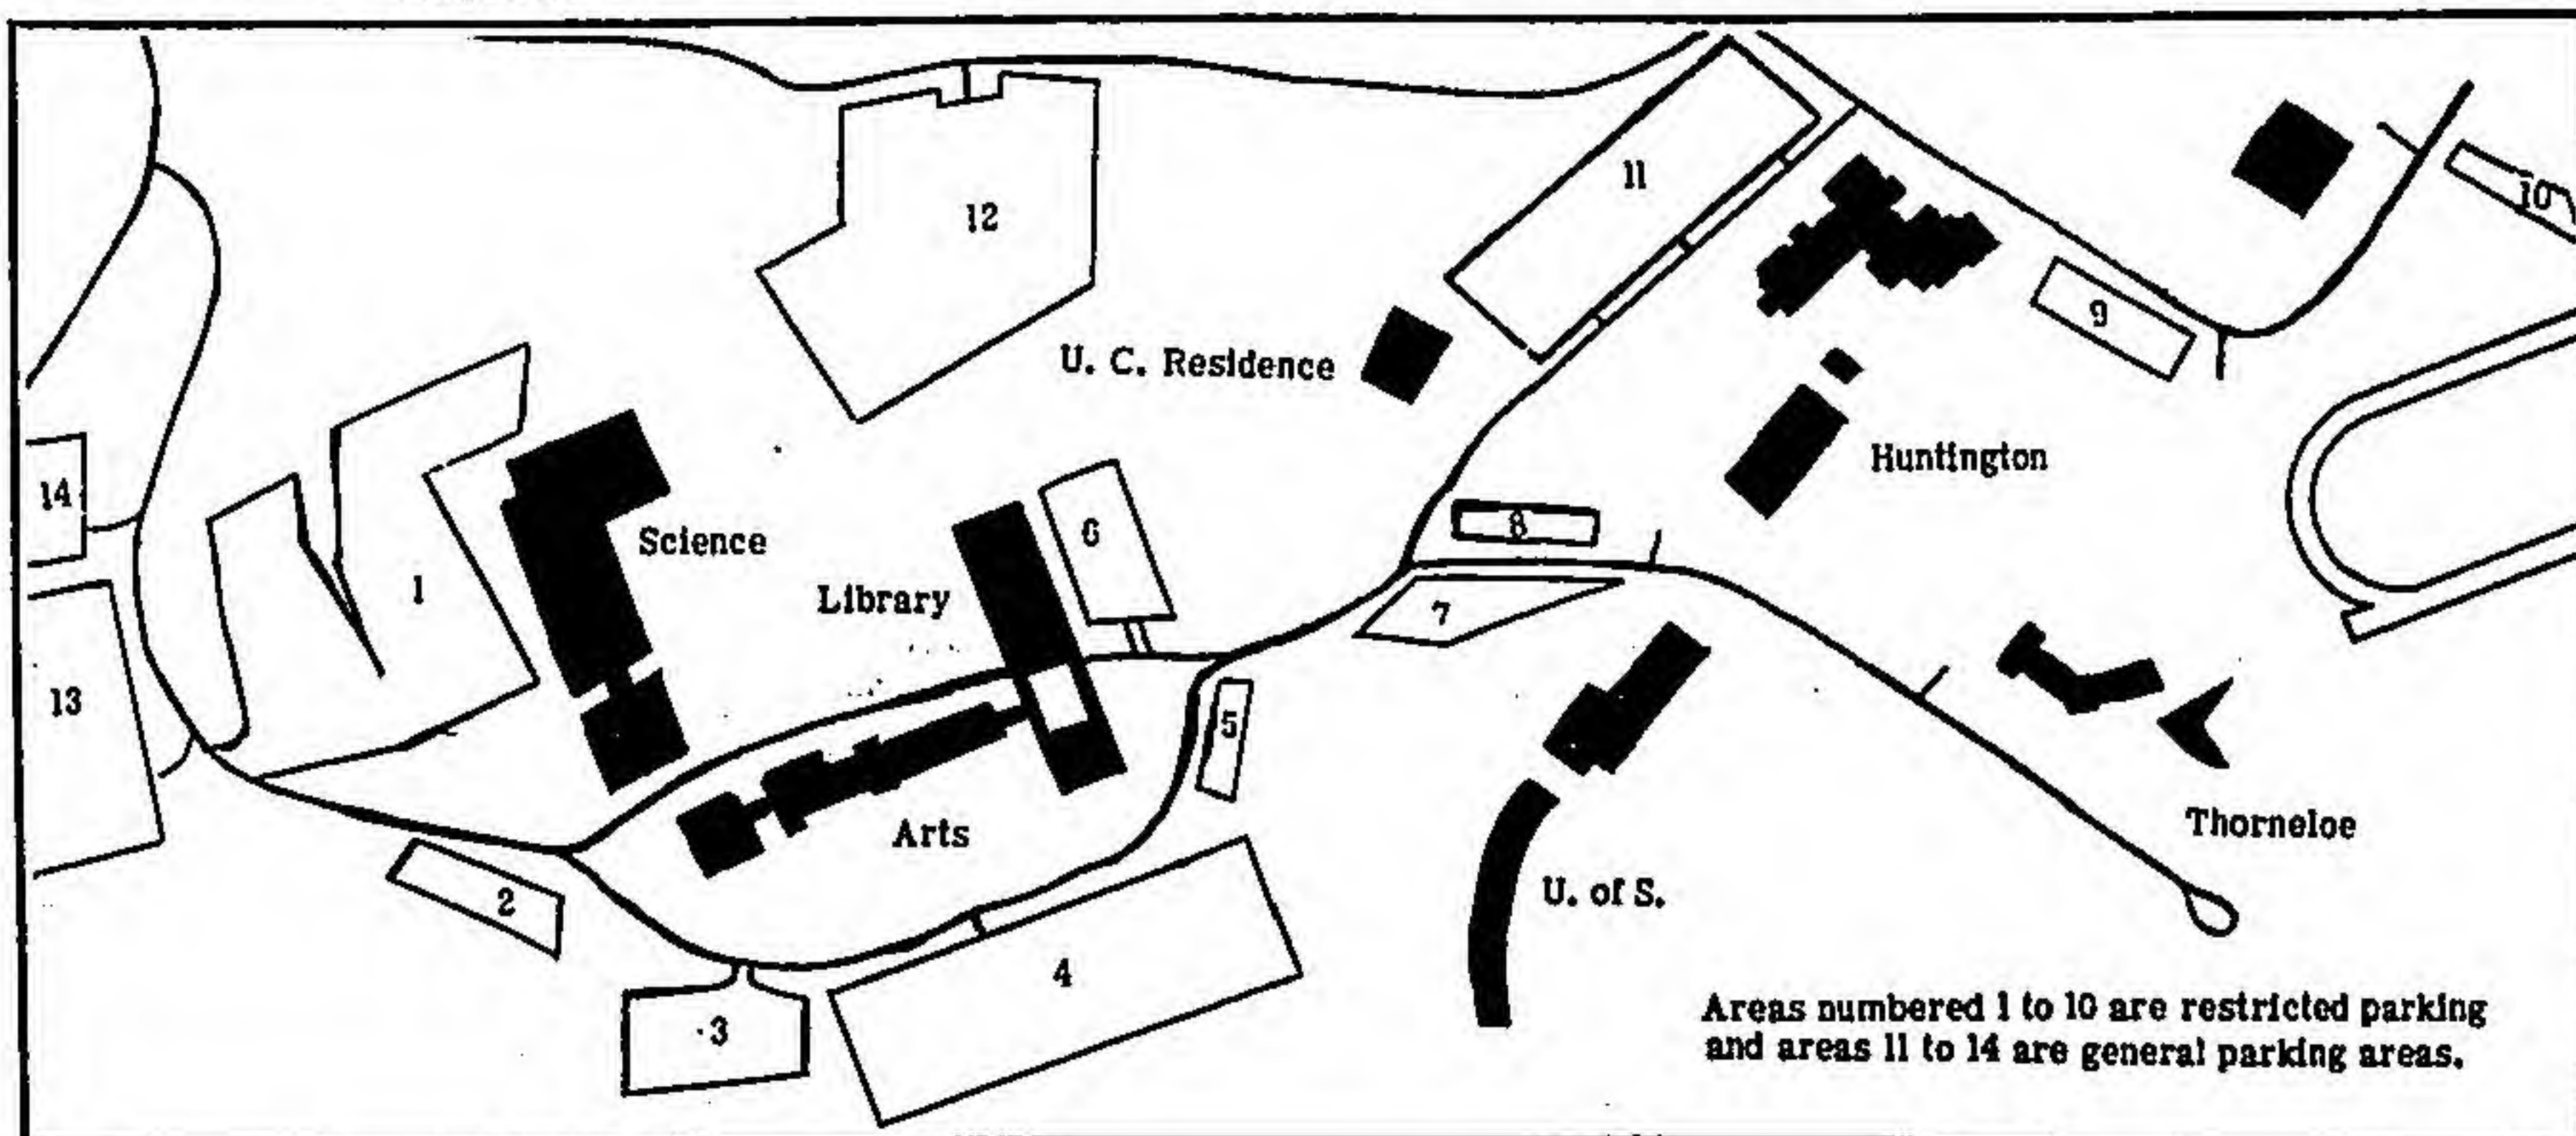 11
12
10
9
U. C. Residence
Huntington
14
6
8
Science
1
Library
7
13
5
Arts
Thorneloe
2
U. of S.
4
3
Areas numbered 1 to 10 are restricted parking
and areas 11 to 14 are general parking areas.